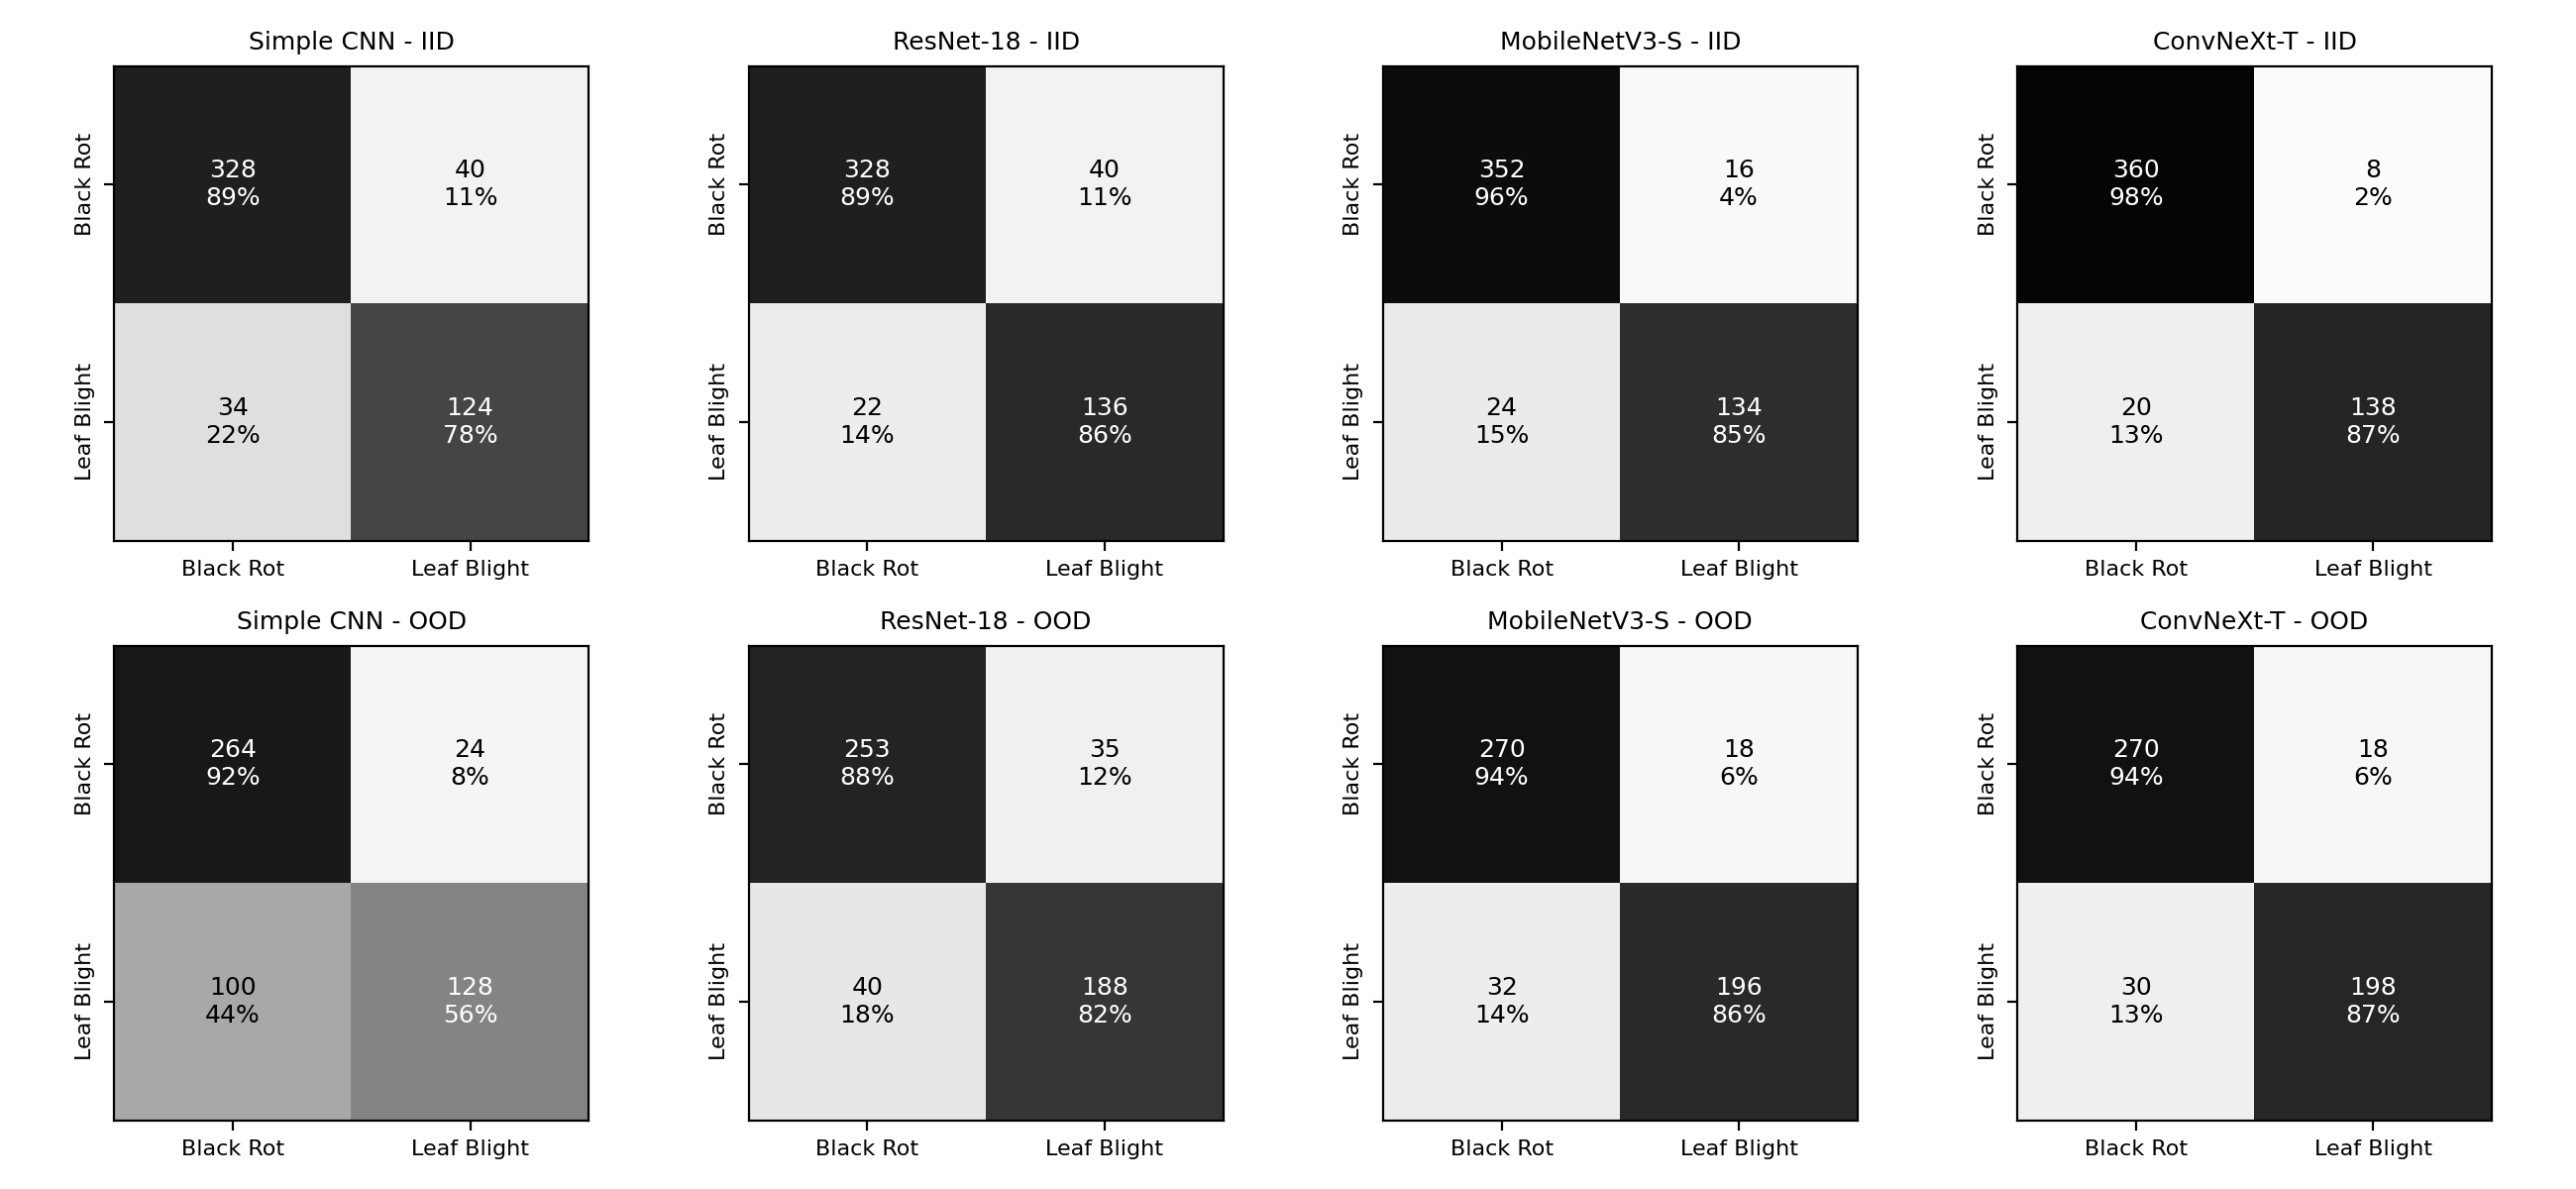 Simple CNN - IID
Black Rot
328
89%
40
11%
Leaf Blight
34
22%
124
78%
Black Rot
Leaf Blight
ResNet-18 - IID
Black Rot
328
89%
40
11%
Leaf Blight
22
14%
136
86%
Black Rot
Leaf Blight
MobileNetV3-S - IID
Black Rot
352
96%
16
4%
Leaf Blight
24
15%
134
85%
Black Rot
Leaf Blight
ConvNeXt-T - IID
Black Rot
360
98%
8
2%
Leaf Blight
20
13%
138
87%
Black Rot
Leaf Blight
Simple CNN - OOD
Black Rot
264
92%
24
8%
Leaf Blight
100
44%
128
56%
Black Rot
Leaf Blight
ResNet-18 - OOD
Black Rot
253
88%
35
12%
Leaf Blight
40
18%
188
82%
Black Rot
Leaf Blight
MobileNetV3-S - OOD
Black Rot
270
94%
18
6%
Leaf Blight
32
14%
196
86%
Black Rot
Leaf Blight
ConvNeXt-T - OOD
Black Rot
270
94%
18
6%
Leaf Blight
30
13%
198
87%
Black Rot
Leaf Blight